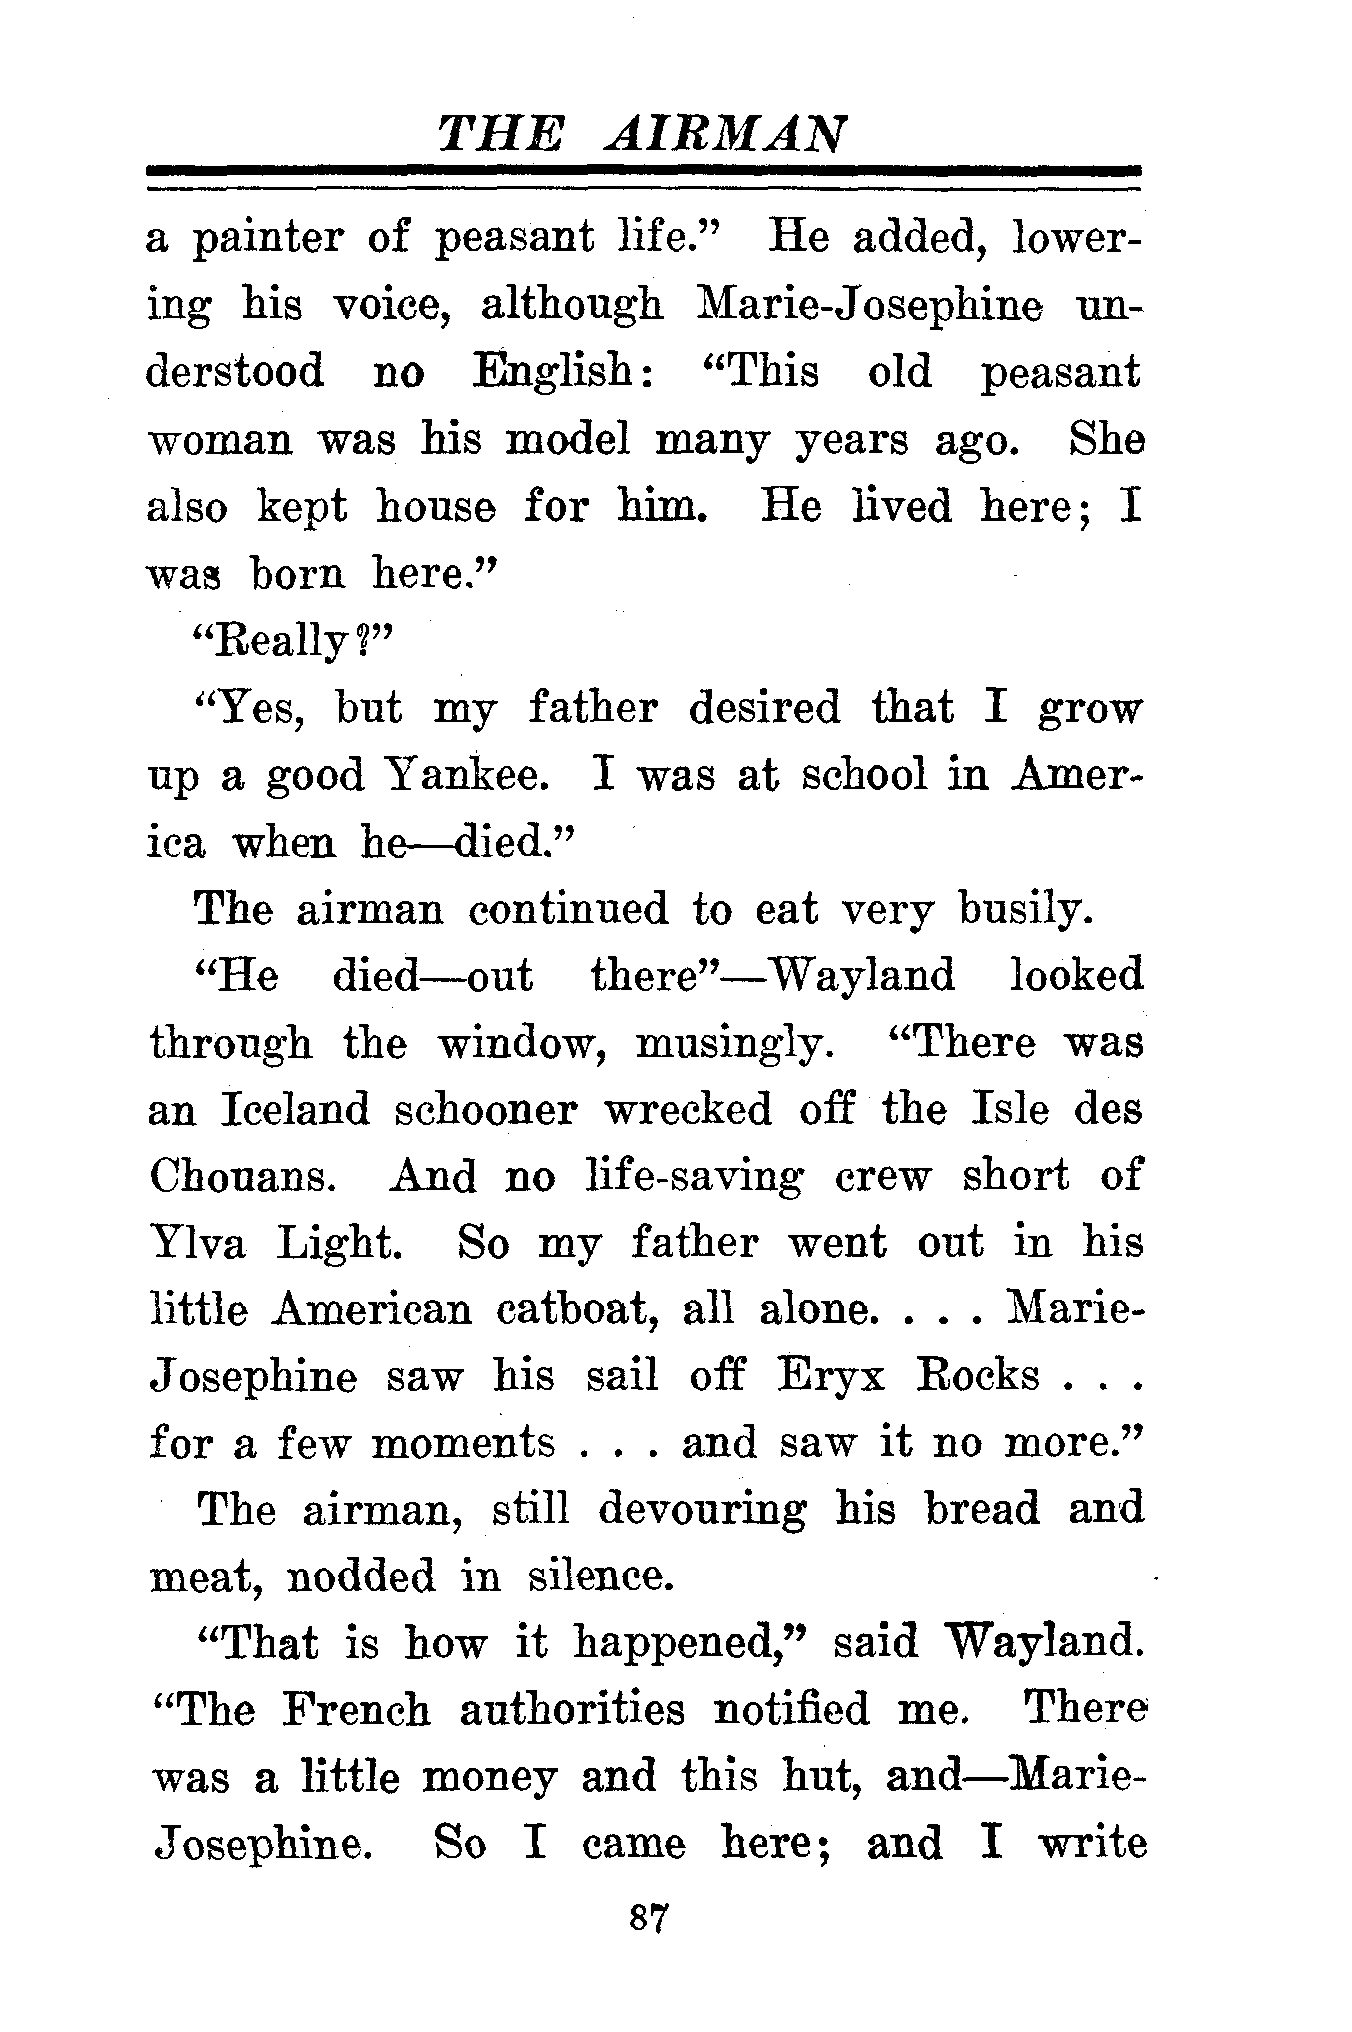 THE AIRMAN
a painter of peasant life." He added, lower-
ing his voice, although Marie-Josephine un-
derstood no English: "This old peasant
woman was his model many years ago. She
also kept house for him. He lived here; I
was born here."
"Really?"
"Yes, but my father desired that I grow
up a good Yankee. I was at school in Amer-
ica when he—died."
The airman continued to eat very busily.
"He died—out there"—Wayland looked
through the window, musingly. "There was
an Iceland schooner wrecked off the Isle des
Chouans. And no life-saving crew short of
Ylva Light. So my father went out in his
little American catboat, all alone. . . . Marie-
Josephine saw his sail off Eryx Rocks . . .
for a few moments . . . and saw it no more."
The airman, still devouring his bread and
meat, nodded in silence.
"That is how it happened," said Wayland.
"The French authorities notified me. There
was a little money and this hut, and—Marie-
Josephine. So I came here; and I write
87